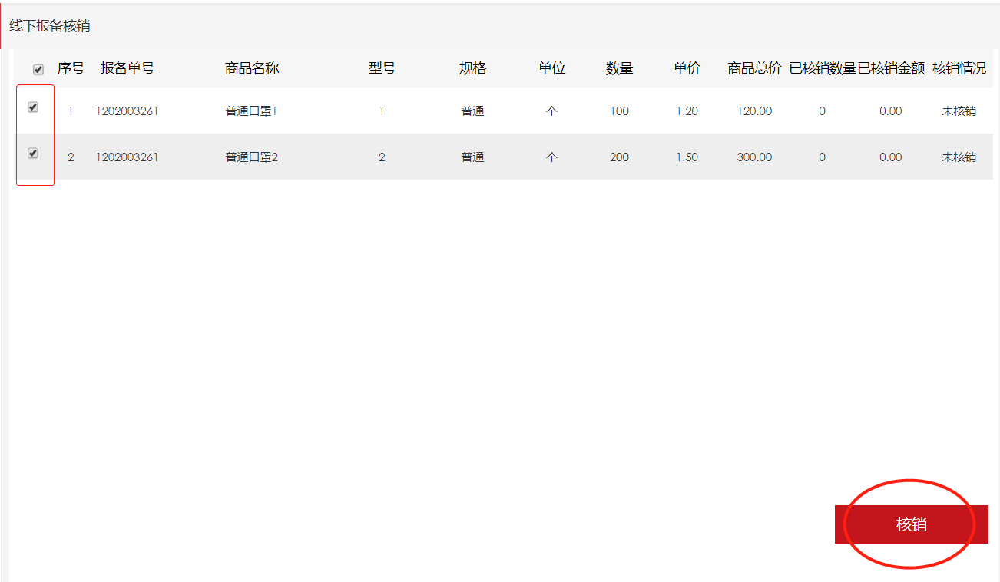 线下报备核销
序号 报备单号 商品名称 型号 规格 单位 数量 单价 商品总价 已核销数量 已核销金额 核销情况
1 1202003261 普通口罩1 1 普通 个 100 1.20 120.00 0 0.00 未核销
2 1202003261 普通口罩2 2 普通 个 200 1.50 300.00 0 0.00 未核销
核销